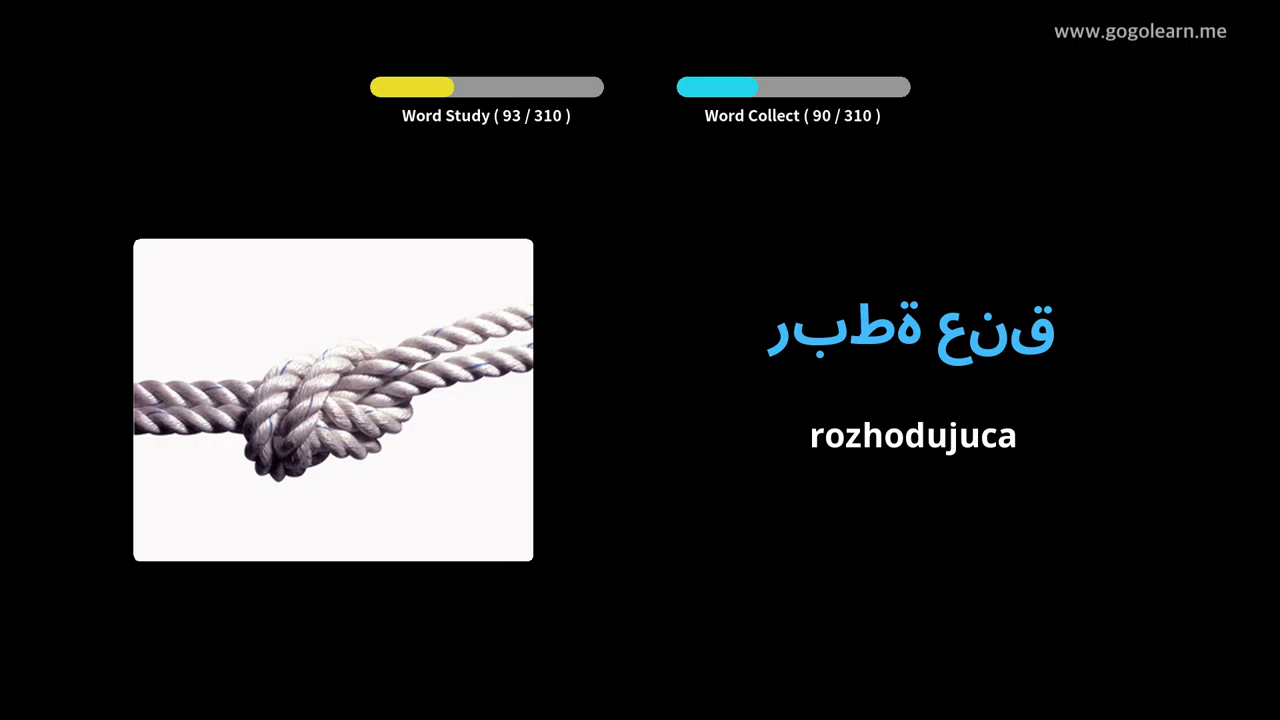 www.gogolearn.me
Word Study ( 93 / 310 )
Word Collect ( 90 / 310 )
ربطة عنق
rozhodujuca